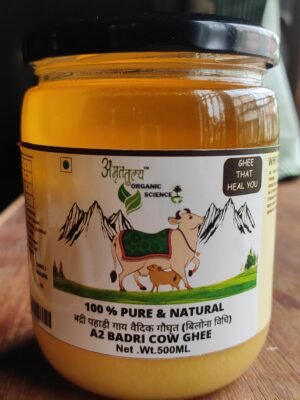 अमृततुल्य™
ORGANIC
SCIENCE
GHEE
THAT
HEAL YOU
100 % PURE & NATURAL
बद्री पहाड़ी गाय वैदिक गौघृत (बिलोना विधि)
A2 BADRI COW GHEE
Net .Wt.500ML